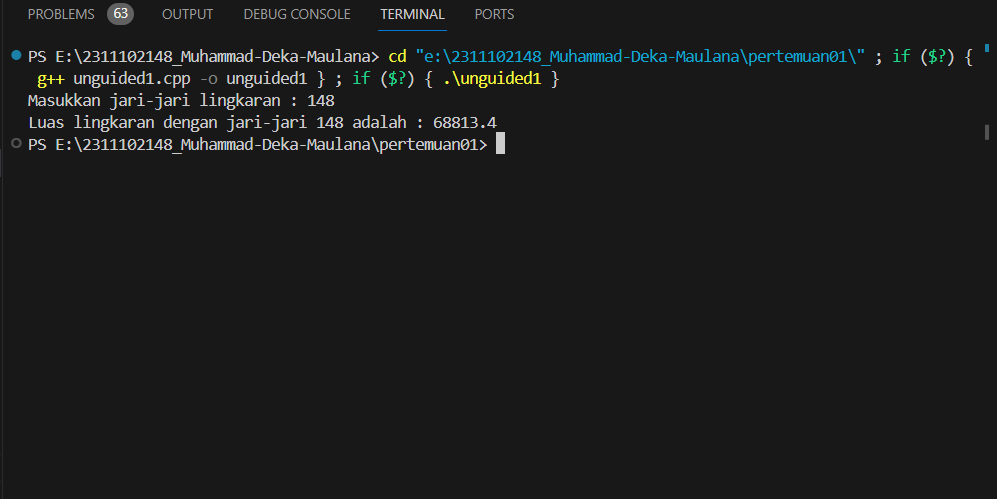 PROBLEMS 63 OUTPUT DEBUG CONSOLE TERMINAL PORTS
PS E:\2311102148_Muhammad-Deka-Maulana> cd "e:\2311102148_Muhammad-Deka-Maulana\pertemuan01\" ; if ($?) {
g++ unguided1.cpp -o unguided1 } ; if ($?) { .\unguided1 }
Masukkan jari-jari lingkaran : 148
Luas lingkaran dengan jari-jari 148 adalah : 68813.4
PS E:\2311102148_Muhammad-Deka-Maulana\pertemuan01>